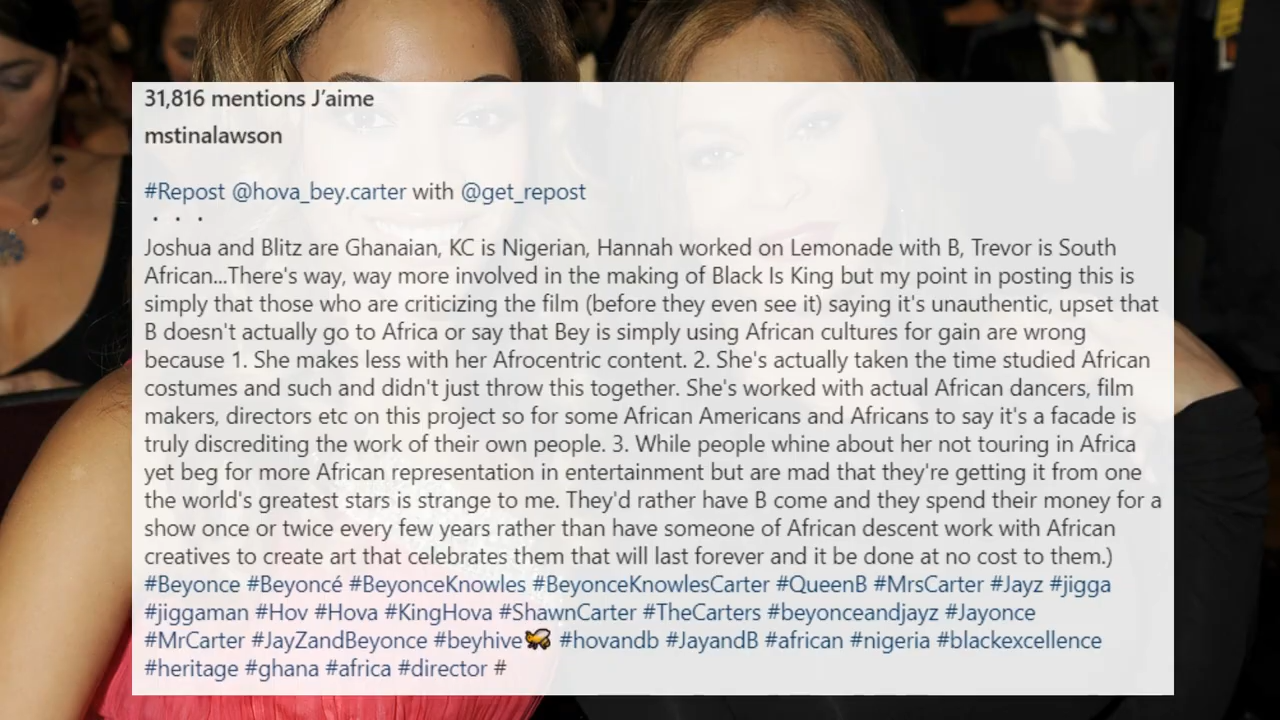 31,816 mentions J’aime
mstinalawson
#Repost @hova_bey.carter with @get_repost
· · ·
Joshua and Blitz are Ghanaian, KC is Nigerian, Hannah worked on Lemonade with B, Trevor is South
African...There's way, way more involved in the making of Black Is King but my point in posting this is
simply that those who are criticizing the film (before they even see it) saying it's unauthentic, upset that
B doesn't actually go to Africa or say that Bey is simply using African cultures for gain are wrong
because 1. She makes less with her Afrocentric content. 2. She's actually taken the time studied African
costumes and such and didn't just throw this together. She's worked with actual African dancers, film
makers, directors etc on this project so for some African Americans and Africans to say it's a facade is
truly discrediting the work of their own people. 3. While people whine about her not touring in Africa
yet beg for more African representation in entertainment but are mad that they're getting it from one
the world's greatest stars is strange to me. They'd rather have B come and they spend their money for a
show once or twice every few years rather than have someone of African descent work with African
creatives to create art that celebrates them that will last forever and it be done at no cost to them.)
#Beyonce #Beyoncé #BeyonceKnowles #BeyonceKnowlesCarter #QueenB #MrsCarter #Jayz #jigga
#jiggaman #Hov #Hova #KingHova #ShawnCarter #TheCarters #beyonceandjayz #Jayonce
#MrCarter #JayZandBeyonce #beyhive🐝 #hovandb #JayandB #african #nigeria #blackexcellence
#heritage #ghana #africa #director #